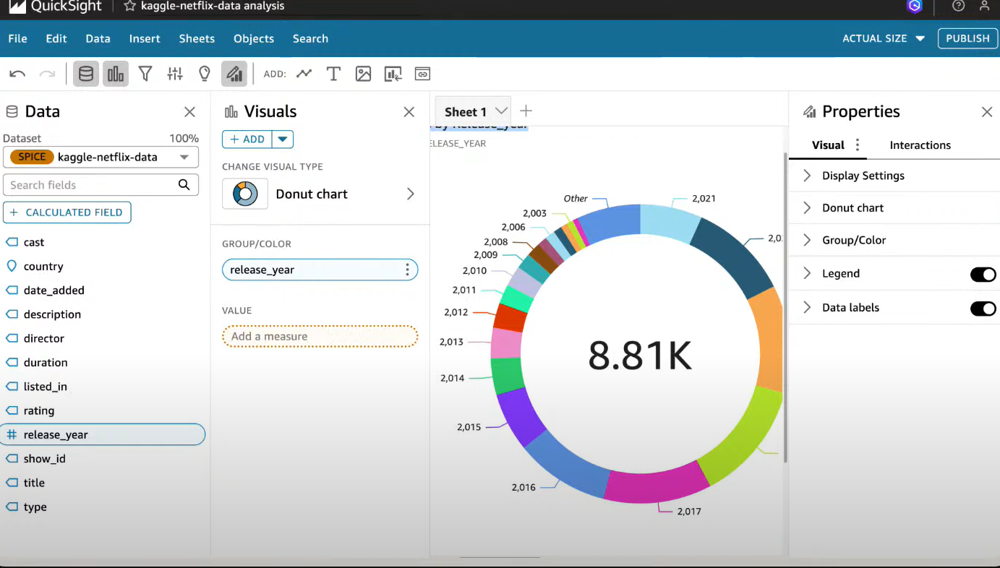 QuickSight
kaggle-netflix-data analysis
File Edit Data Insert Sheets Objects Search
ACTUAL SIZE
PUBLISH
ADD:
Data
Dataset 100%
SPICE kaggle-netflix-data
Search fields
+ CALCULATED FIELD
cast
country
date_added
description
director
duration
listed_in
rating
release_year
show_id
title
type
Visuals
+ ADD
CHANGE VISUAL TYPE
Donut chart
GROUP/COLOR
release_year
VALUE
Add a measure
Sheet 1
by Release_year
ELEASE_YEAR
Other
2,021
2,003
2,006
2,008
2,009
2,010
2,011
2,012
2,013
2,014
2,015
2,016
2,017
2,0
8.81K
Properties
Visual Interactions
Display Settings
Donut chart
Group/Color
Legend
Data labels